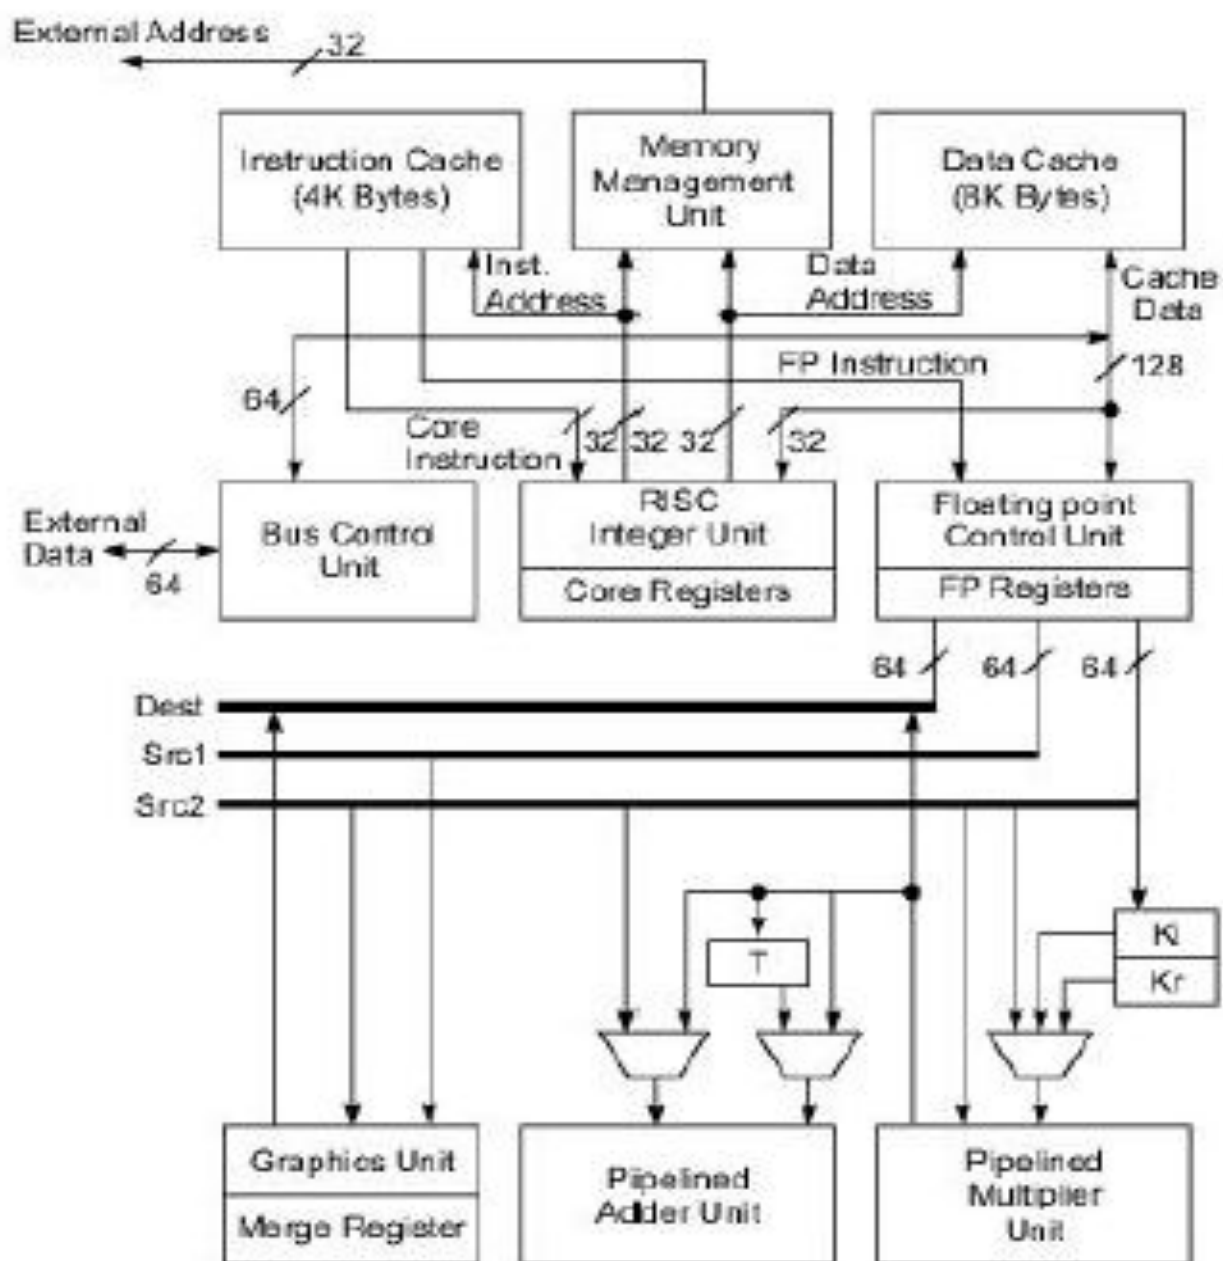 External Address
32
Instruction Cache
(4K Bytes)
Memory
Management
Unit
Data Cache
(8K Bytes)
Inst.
Address
Data
Address
Cache
Data
FP Instruction
128
64
Core
Instruction
32
32
32
32
External
Data
64
Bus Control
Unit
RISC
Integer Unit
Core Registers
Floating point
Control Unit
FP Registers
64
64
64
Dest
Src1
Src2
T
Ki
Kr
Graphics Unit
Merge Register
Pipelined
Adder Unit
Pipelined
Multiplier
Unit